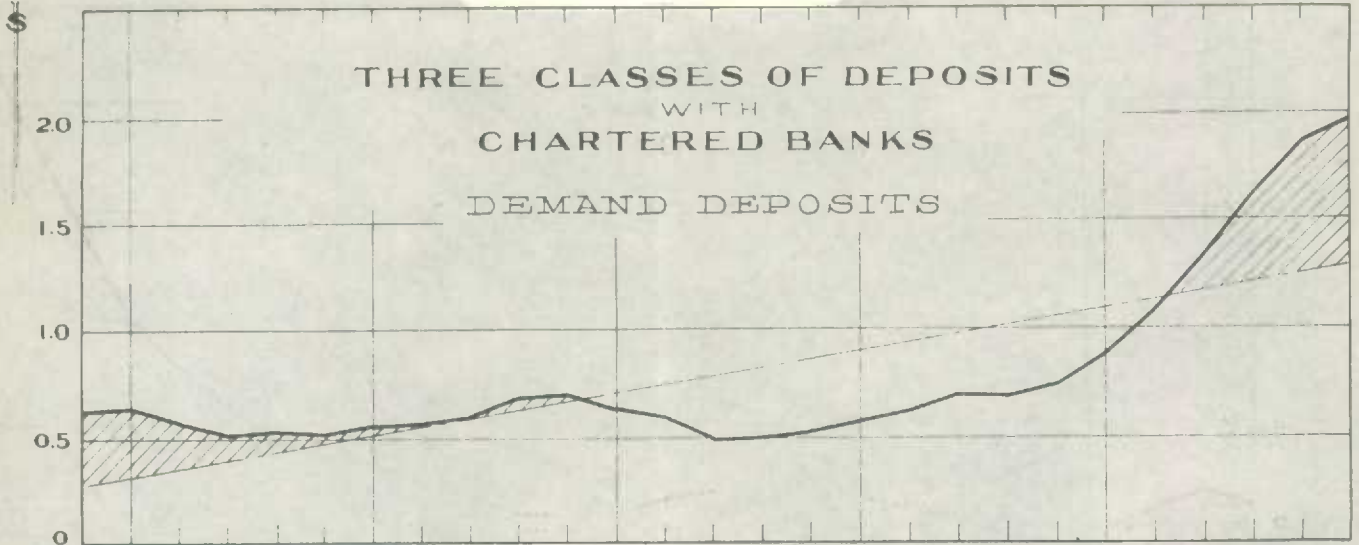 $
THREE CLASSES OF DEPOSITS
WITH
CHARTERED BANKS
DEMAND DEPOSITS
2.0
1.5
1.0
0.5
0